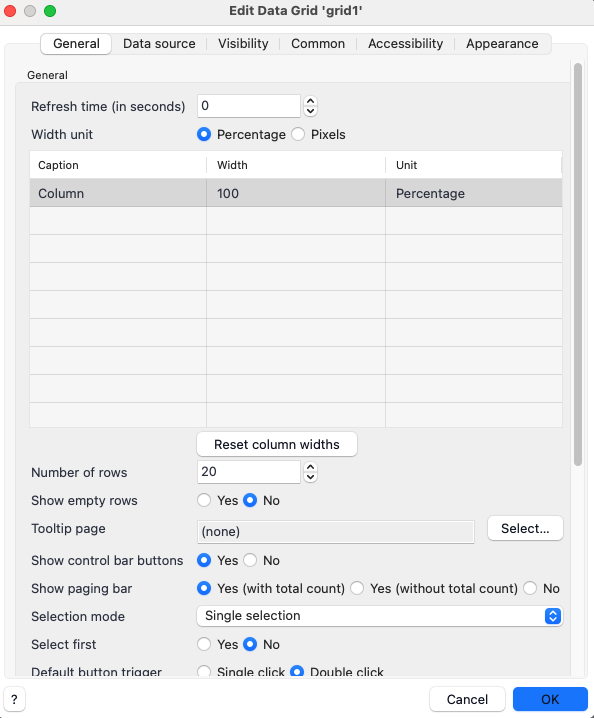 Edit Data Grid 'grid1'
General Data source Visibility Common Accessibility Appearance
General
Refresh time (in seconds) 0
Width unit Percentage Pixels
Caption Width Unit
Column 100 Percentage
Reset column widths
Number of rows 20
Show empty rows Yes No
Tooltip page (none) Select...
Show control bar buttons Yes No
Show paging bar Yes (with total count) Yes (without total count) No
Selection mode Single selection
Select first Yes No
Default button trigger Single click Double click
? Cancel OK